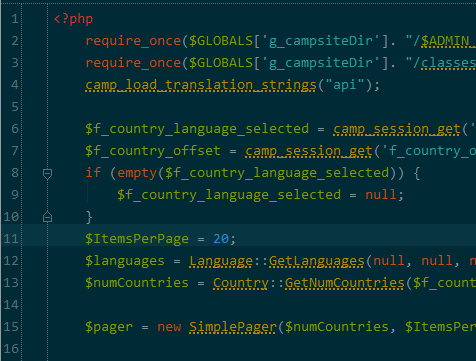 1 <?php
2 require_once($GLOBALS['g_campsiteDir']. "/$ADMIN_
3 require_once($GLOBALS['g_campsiteDir']. "/classes
4 camp_load_translation_strings("api");
5
6 $f_country_language_selected = camp_session_get('
7 $f_country_offset = camp_session_get('f_country_o
8 if (empty($f_country_language_selected)) {
9 $f_country_language_selected = null;
10 }
11 $ItemsPerPage = 20;
12 $languages = Language::GetLanguages(null, null, n
13 $numCountries = Country::GetNumCountries($f_count
14
15 $pager = new SimplePager($numCountries, $ItemsPer
16